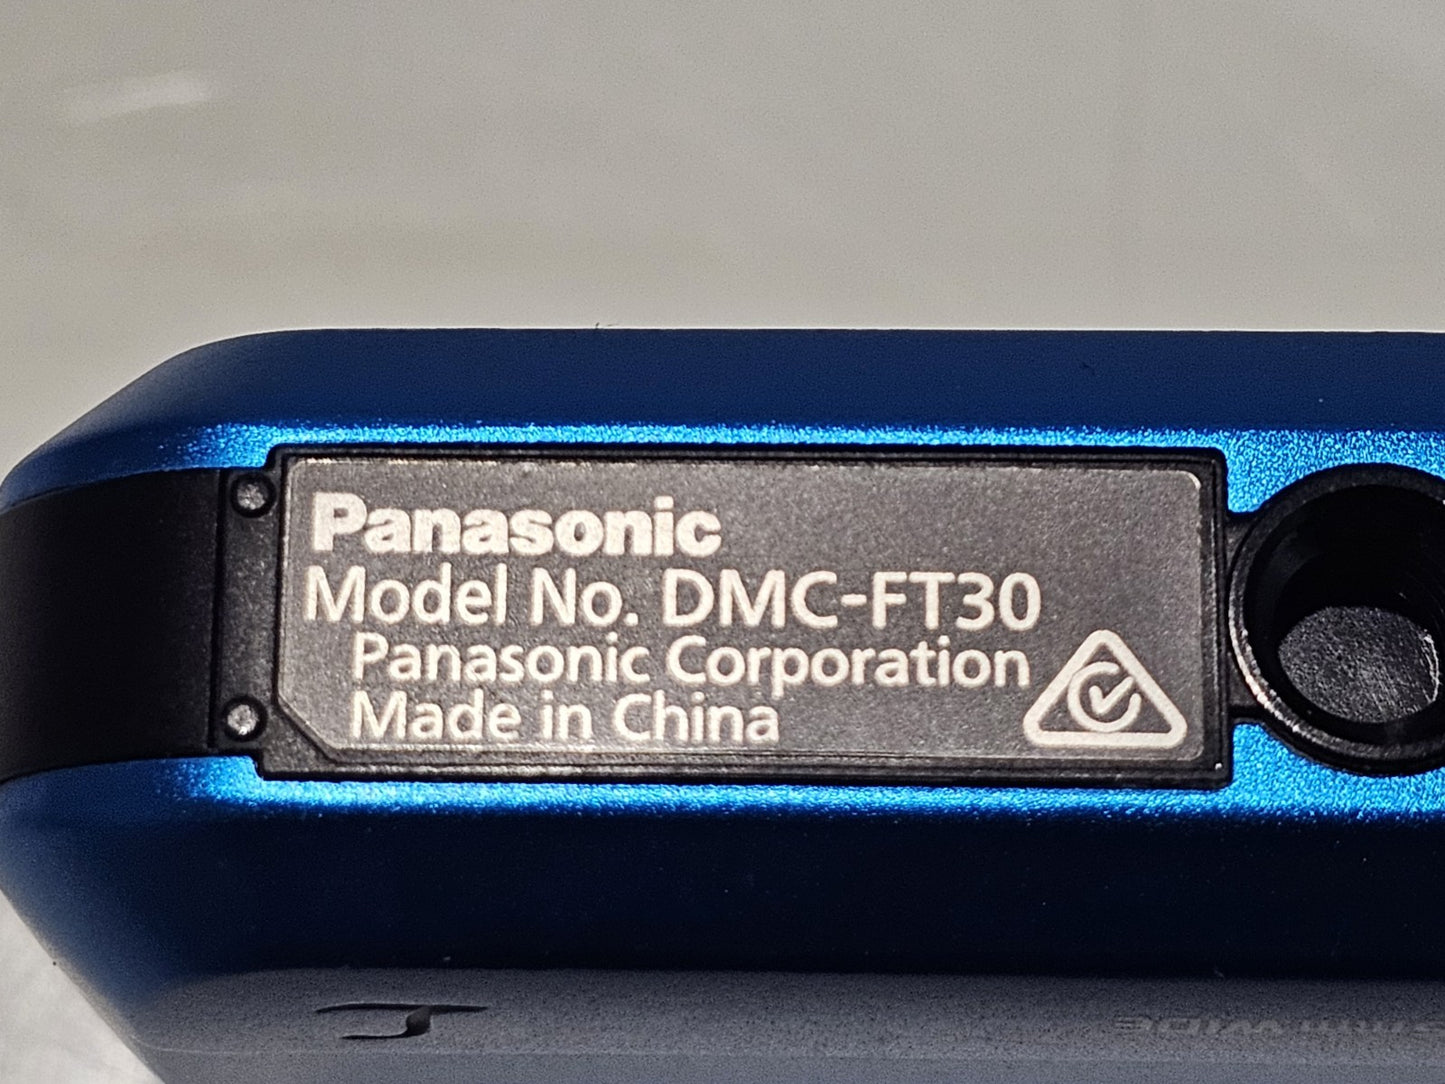 Panasonic
Model No. DMC-FT30
Panasonic Corporation
Made in China